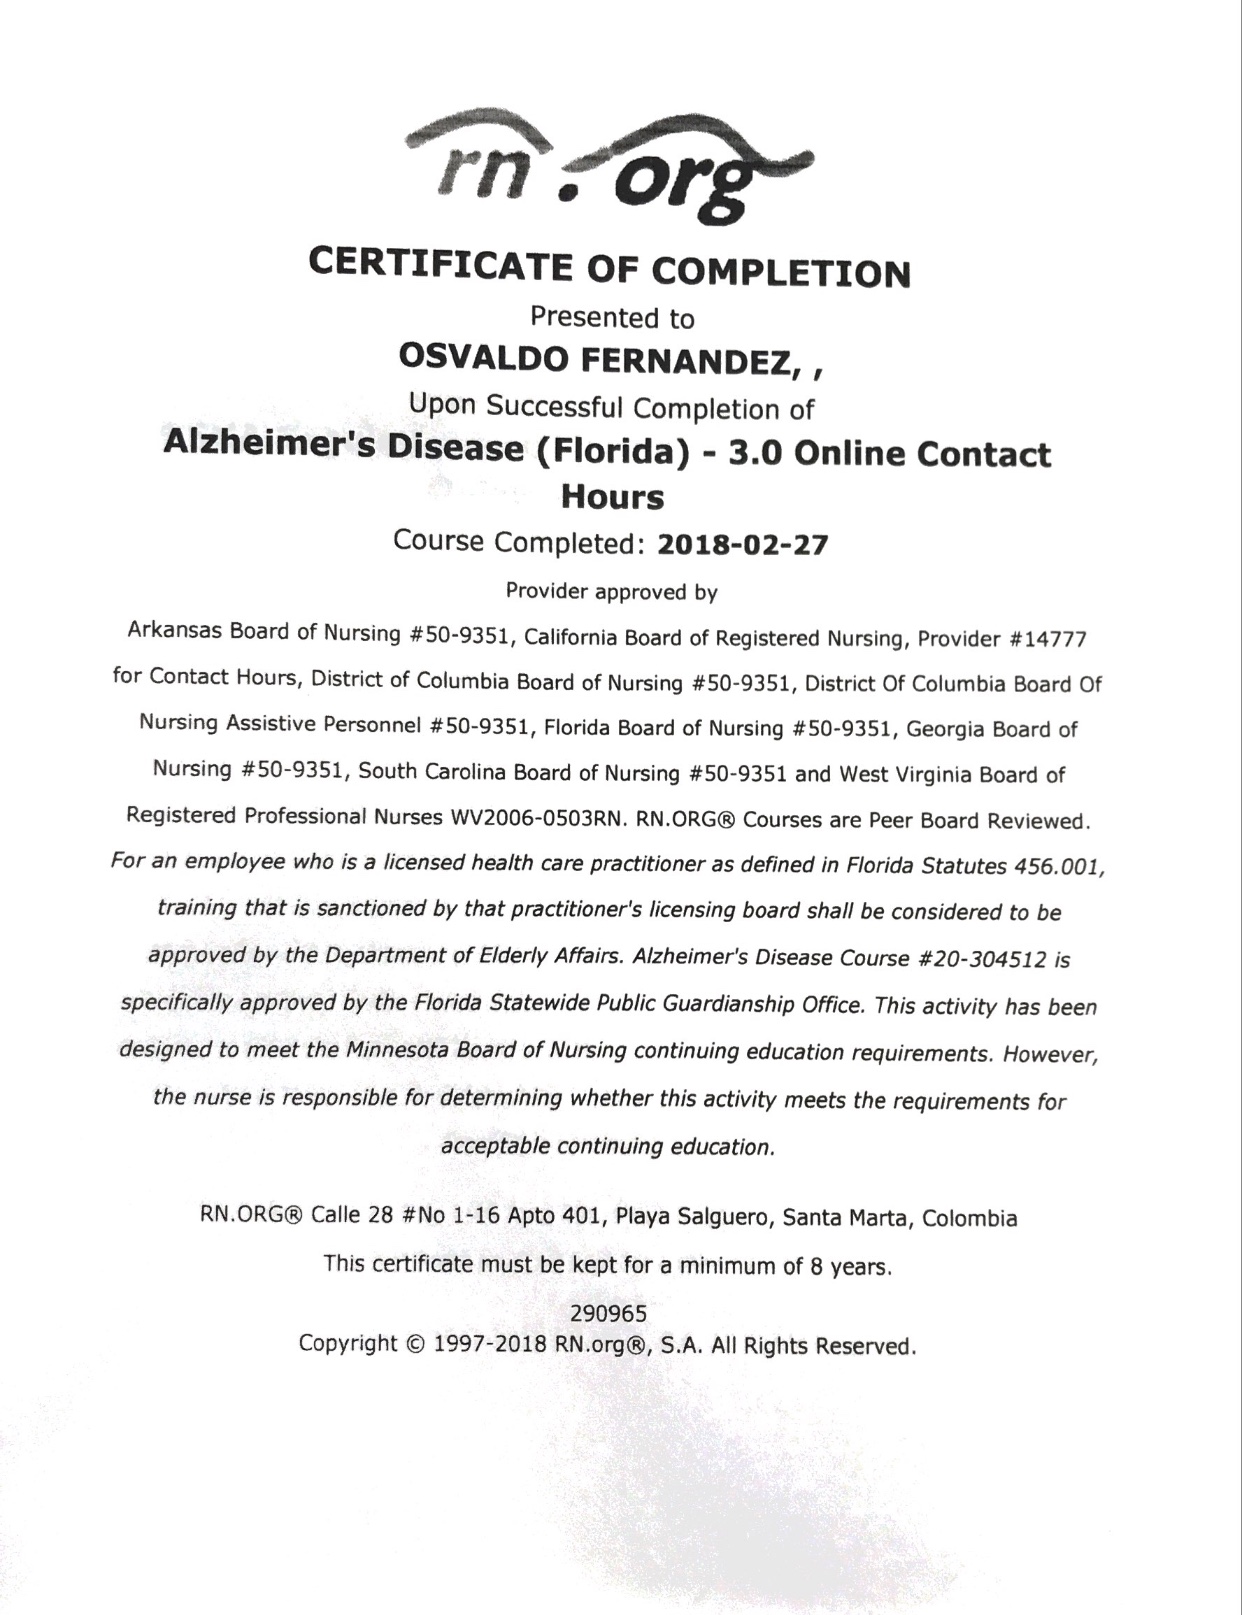 rn.org
CERTIFICATE OF COMPLETION
Presented to
OSVALDO FERNANDEZ, ,
Upon Successful Completion of
Alzheimer's Disease (Florida) - 3.0 Online Contact
Hours
Course Completed: 2018-02-27
Provider approved by
Arkansas Board of Nursing #50-9351, California Board of Registered Nursing, Provider #14777
for Contact Hours, District of Columbia Board of Nursing #50-9351, District Of Columbia Board Of
Nursing Assistive Personnel #50-9351, Florida Board of Nursing #50-9351, Georgia Board of
Nursing #50-9351, South Carolina Board of Nursing #50-9351 and West Virginia Board of
Registered Professional Nurses WV2006-0503RN. RN.ORG® Courses are Peer Board Reviewed.
For an employee who is a licensed health care practitioner as defined in Florida Statutes 456.001,
training that is sanctioned by that practitioner's licensing board shall be considered to be
approved by the Department of Elderly Affairs. Alzheimer's Disease Course #20-304512 is
specifically approved by the Florida Statewide Public Guardianship Office. This activity has been
designed to meet the Minnesota Board of Nursing continuing education requirements. However,
the nurse is responsible for determining whether this activity meets the requirements for
acceptable continuing education.
RN.ORG® Calle 28 #No 1-16 Apto 401, Playa Salguero, Santa Marta, Colombia
This certificate must be kept for a minimum of 8 years.
290965
Copyright © 1997-2018 RN.org®, S.A. All Rights Reserved.